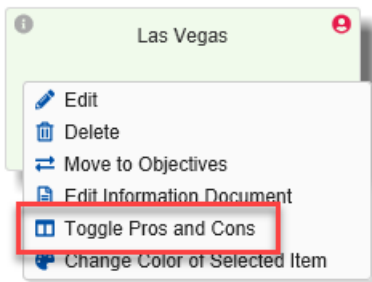 Las Vegas
Edit
Delete
Move to Objectives
Edit Information Document
Toggle Pros and Cons
Change Color of Selected Item